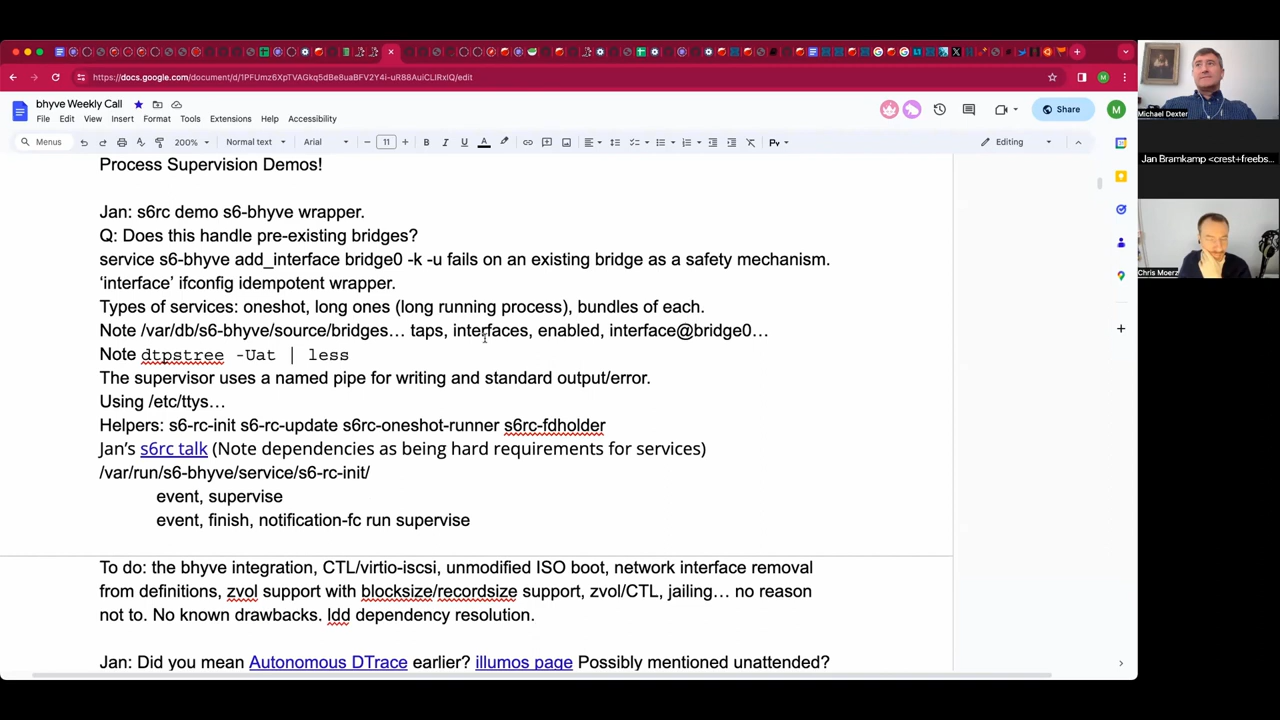 https://docs.google.com/document/d/1PFUmz6XpTVAGkq5dBe8uaBFV2Y4i-uR88AuiCLIRxIQ/edit
bhyve Weekly Call
File Edit View Insert Format Tools Extensions Help Accessibility
Share
M
Menus 200% Normal text Arial 11 Editing
Process Supervision Demos!
Jan: s6rc demo s6-bhyve wrapper.
Q: Does this handle pre-existing bridges?
service s6-bhyve add_interface bridge0 -k -u fails on an existing bridge as a safety mechanism.
‘interface’ ifconfig idempotent wrapper.
Types of services: oneshot, long ones (long running process), bundles of each.
Note /var/db/s6-bhyve/source/bridges… taps, interfaces, enabled, interface@bridge0…
Note dtpstree -Uat | less
The supervisor uses a named pipe for writing and standard output/error.
Using /etc/ttys…
Helpers: s6-rc-init s6-rc-update s6rc-oneshot-runner s6rc-fdholder
Jan’s s6rc talk (Note dependencies as being hard requirements for services)
/var/run/s6-bhyve/service/s6-rc-init/
event, supervise
event, finish, notification-fc run supervise
To do: the bhyve integration, CTL/virtio-iscsi, unmodified ISO boot, network interface removal
from definitions, zvol support with blocksize/recordsize support, zvol/CTL, jailing… no reason
not to. No known drawbacks. ldd dependency resolution.
Jan: Did you mean Autonomous DTrace earlier? illumos page Possibly mentioned unattended?
Michael Dexter
Jan Bramkamp <crest+freebs...
Chris Moerz